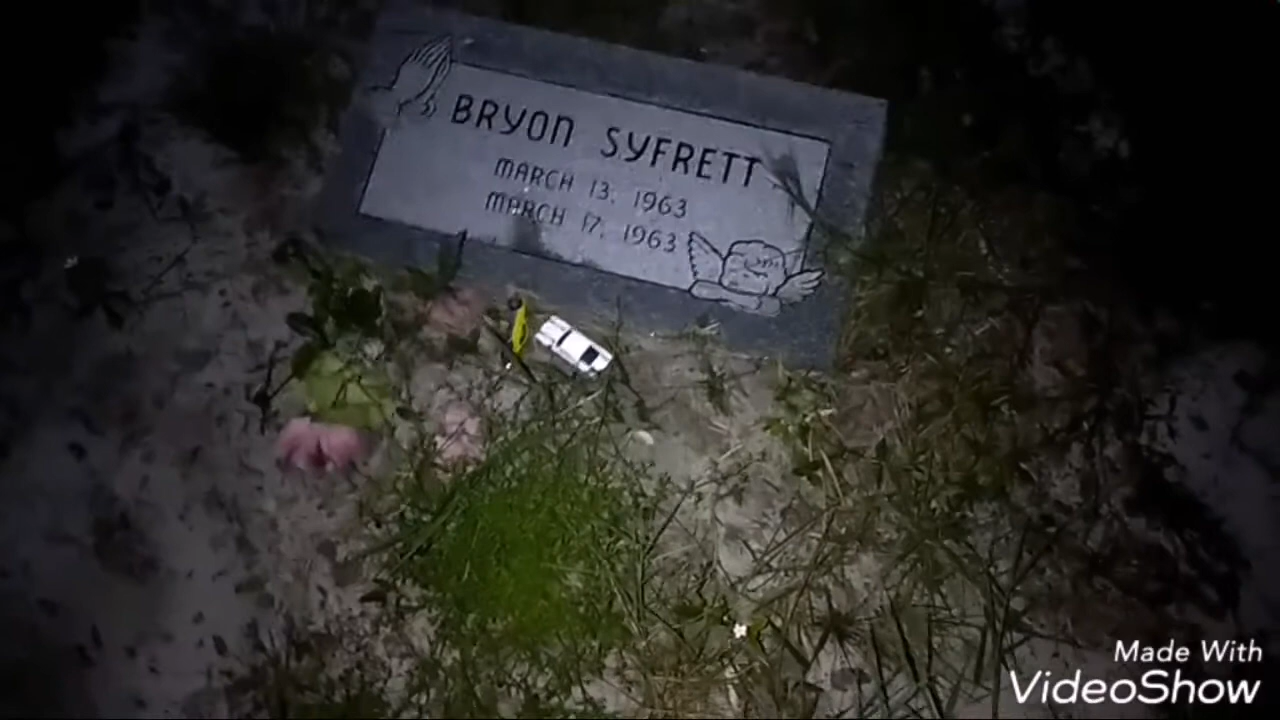 BRYON SYFRETT
MARCH 13, 1963
MARCH 17, 1963
Made With
VideoShow